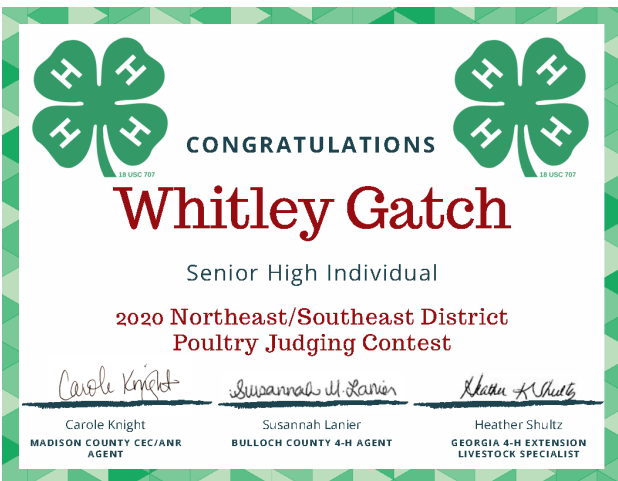 H H
H H
18 USC 707
H H
H H
18 USC 707
CONGRATULATIONS
Whitley Gatch
Senior High Individual
2020 Northeast/Southeast District
Poultry Judging Contest
Carole Knight
Susannah M. Lanier
Heather K Shultz
Carole Knight
MADISON COUNTY CEC/ANR
AGENT
Susannah Lanier
BULLOCH COUNTY 4-H AGENT
Heather Shultz
GEORGIA 4-H EXTENSION
LIVESTOCK SPECIALIST